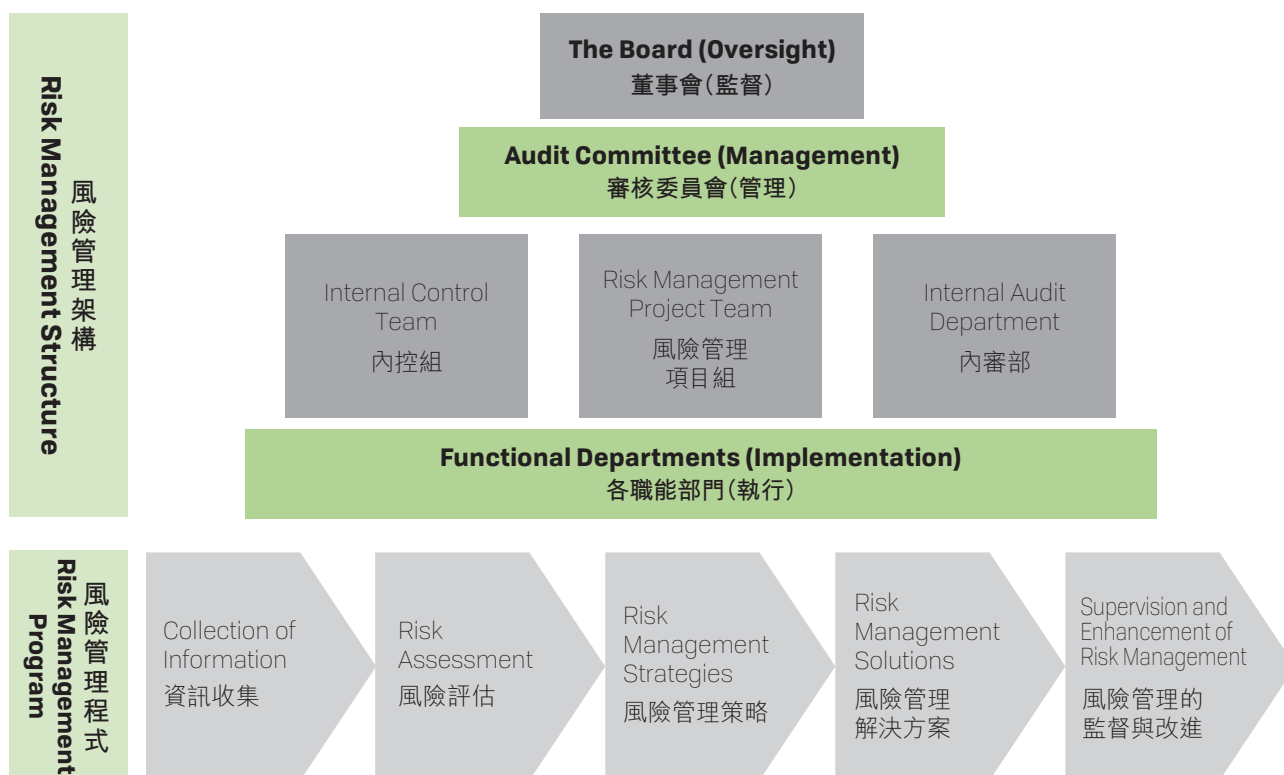 Risk Management Structure
風險管理架構
The Board (Oversight)
董事會(監督)
Audit Committee (Management)
審核委員會(管理)
Internal Control
Team
內控組
Risk Management
Project Team
風險管理
項目組
Internal Audit
Department
內審部
Functional Departments (Implementation)
各職能部門(執行)
風險管理程式
Risk Management
Program
Collection of
Information
資訊收集
Risk
Assessment
風險評估
Risk
Management
Strategies
風險管理策略
Risk
Management
Solutions
風險管理
解決方案
Supervision and
Enhancement of
Risk Management
風險管理的
監督與改進